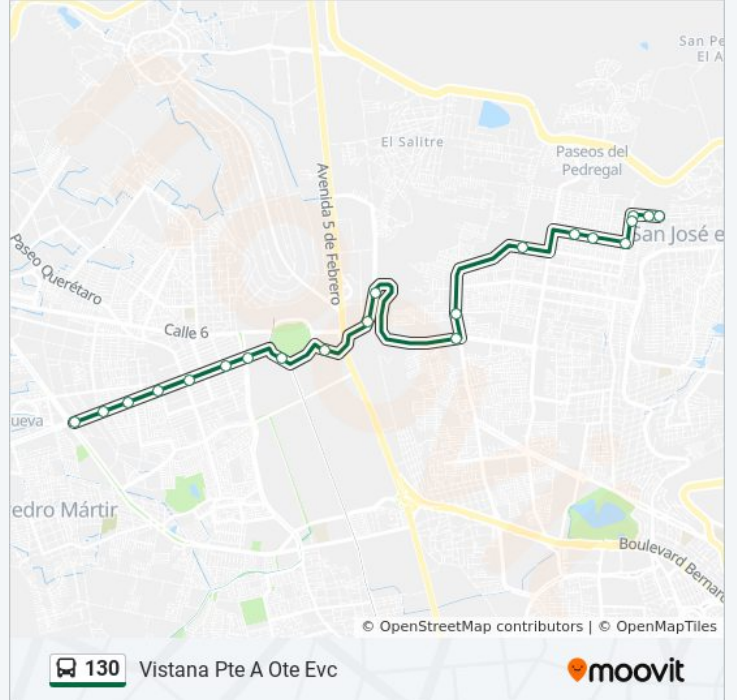 San Pe
El A
El Salitre
Paseos del
Pedregal
Avenida 5 de Febrero
San José e
Paseo Querétaro
Calle 6
ueva
edro Mártir
Boulevard Bernar
© OpenStreetMap contributors | © OpenMapTiles
130 Vistana Pte A Ote Evc
moovit